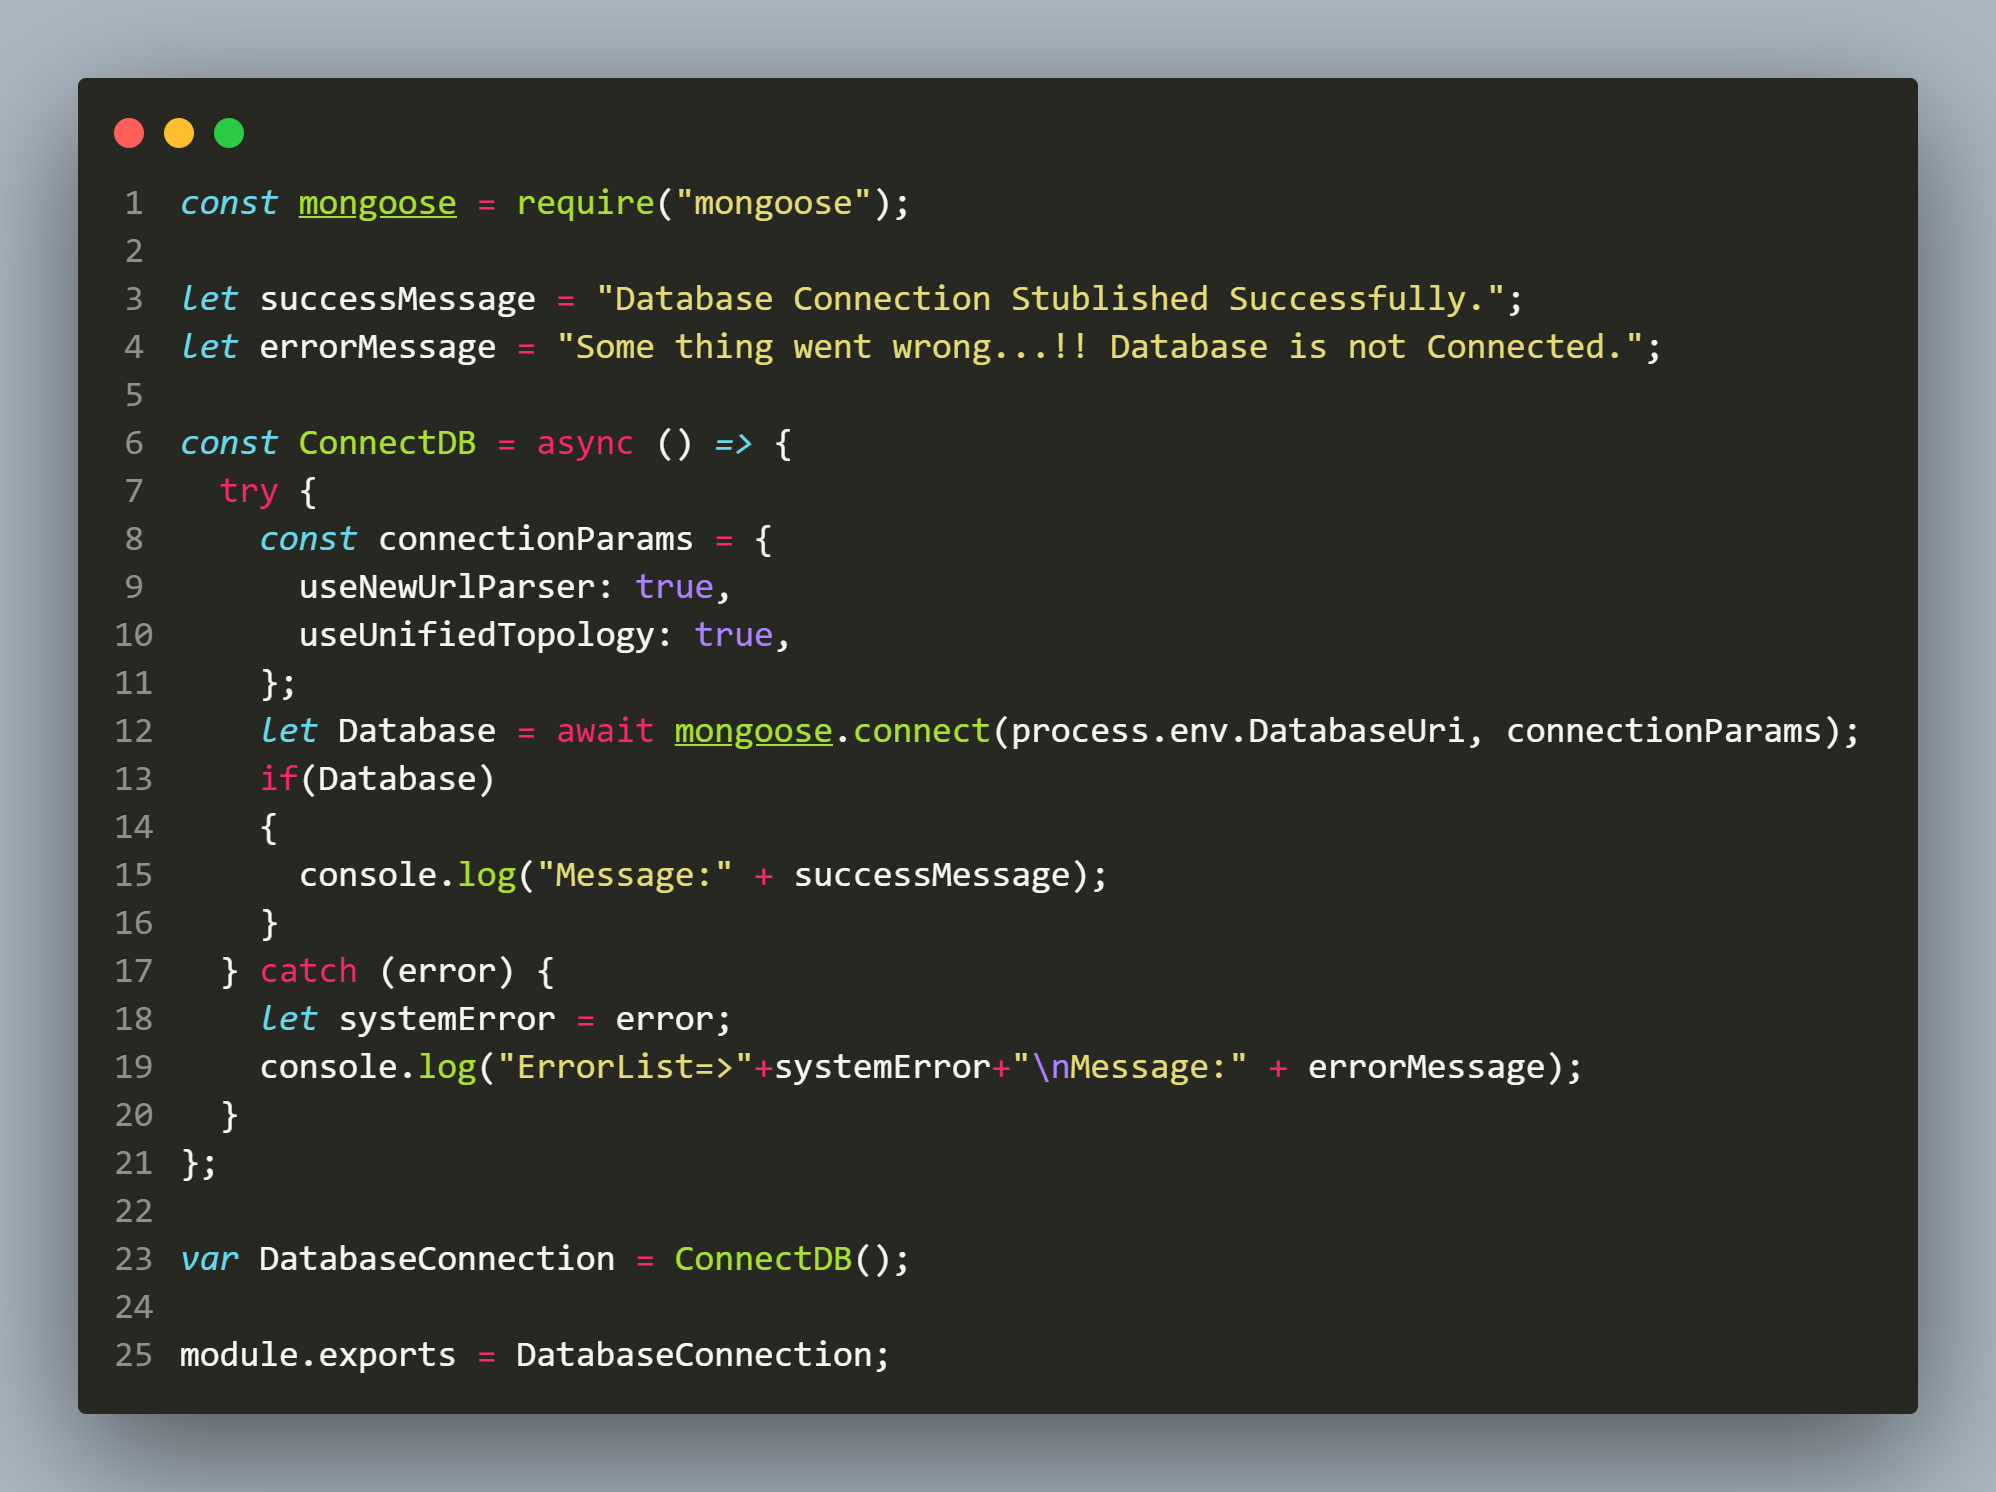 1 const mongoose = require("mongoose");
2
3 let successMessage = "Database Connection Stublished Successfully.";
4 let errorMessage = "Some thing went wrong...!! Database is not Connected.";
5
6 const ConnectDB = async () => {
7   try {
8     const connectionParams = {
9       useNewUrlParser: true,
10       useUnifiedTopology: true,
11     };
12     let Database = await mongoose.connect(process.env.DatabaseUri, connectionParams);
13     if(Database)
14     {
15       console.log("Message:" + successMessage);
16     }
17   } catch (error) {
18     let systemError = error;
19     console.log("ErrorList=>"+systemError+"\nMessage:" + errorMessage);
20   }
21 };
22
23 var DatabaseConnection = ConnectDB();
24
25 module.exports = DatabaseConnection;